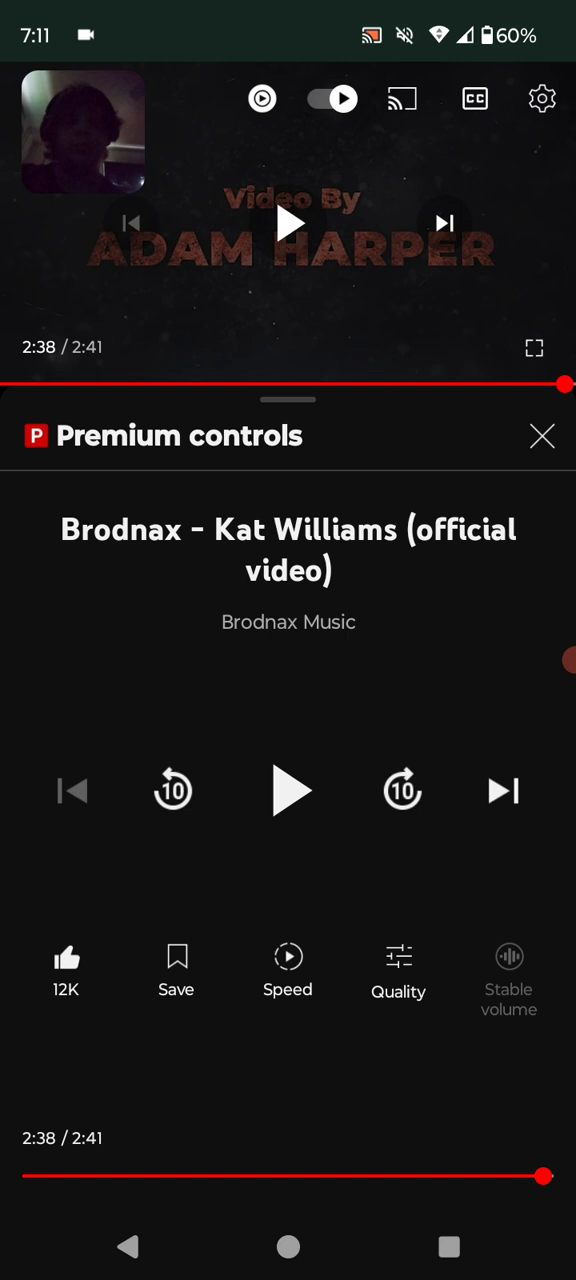 7:11
60%
CC
Video By
ADAM HARPER
2:38 / 2:41
P Premium controls
Brodnax - Kat Williams (official
video)
Brodnax Music
10
10
12K
Save
Speed
Quality
Stable
volume
2:38 / 2:41